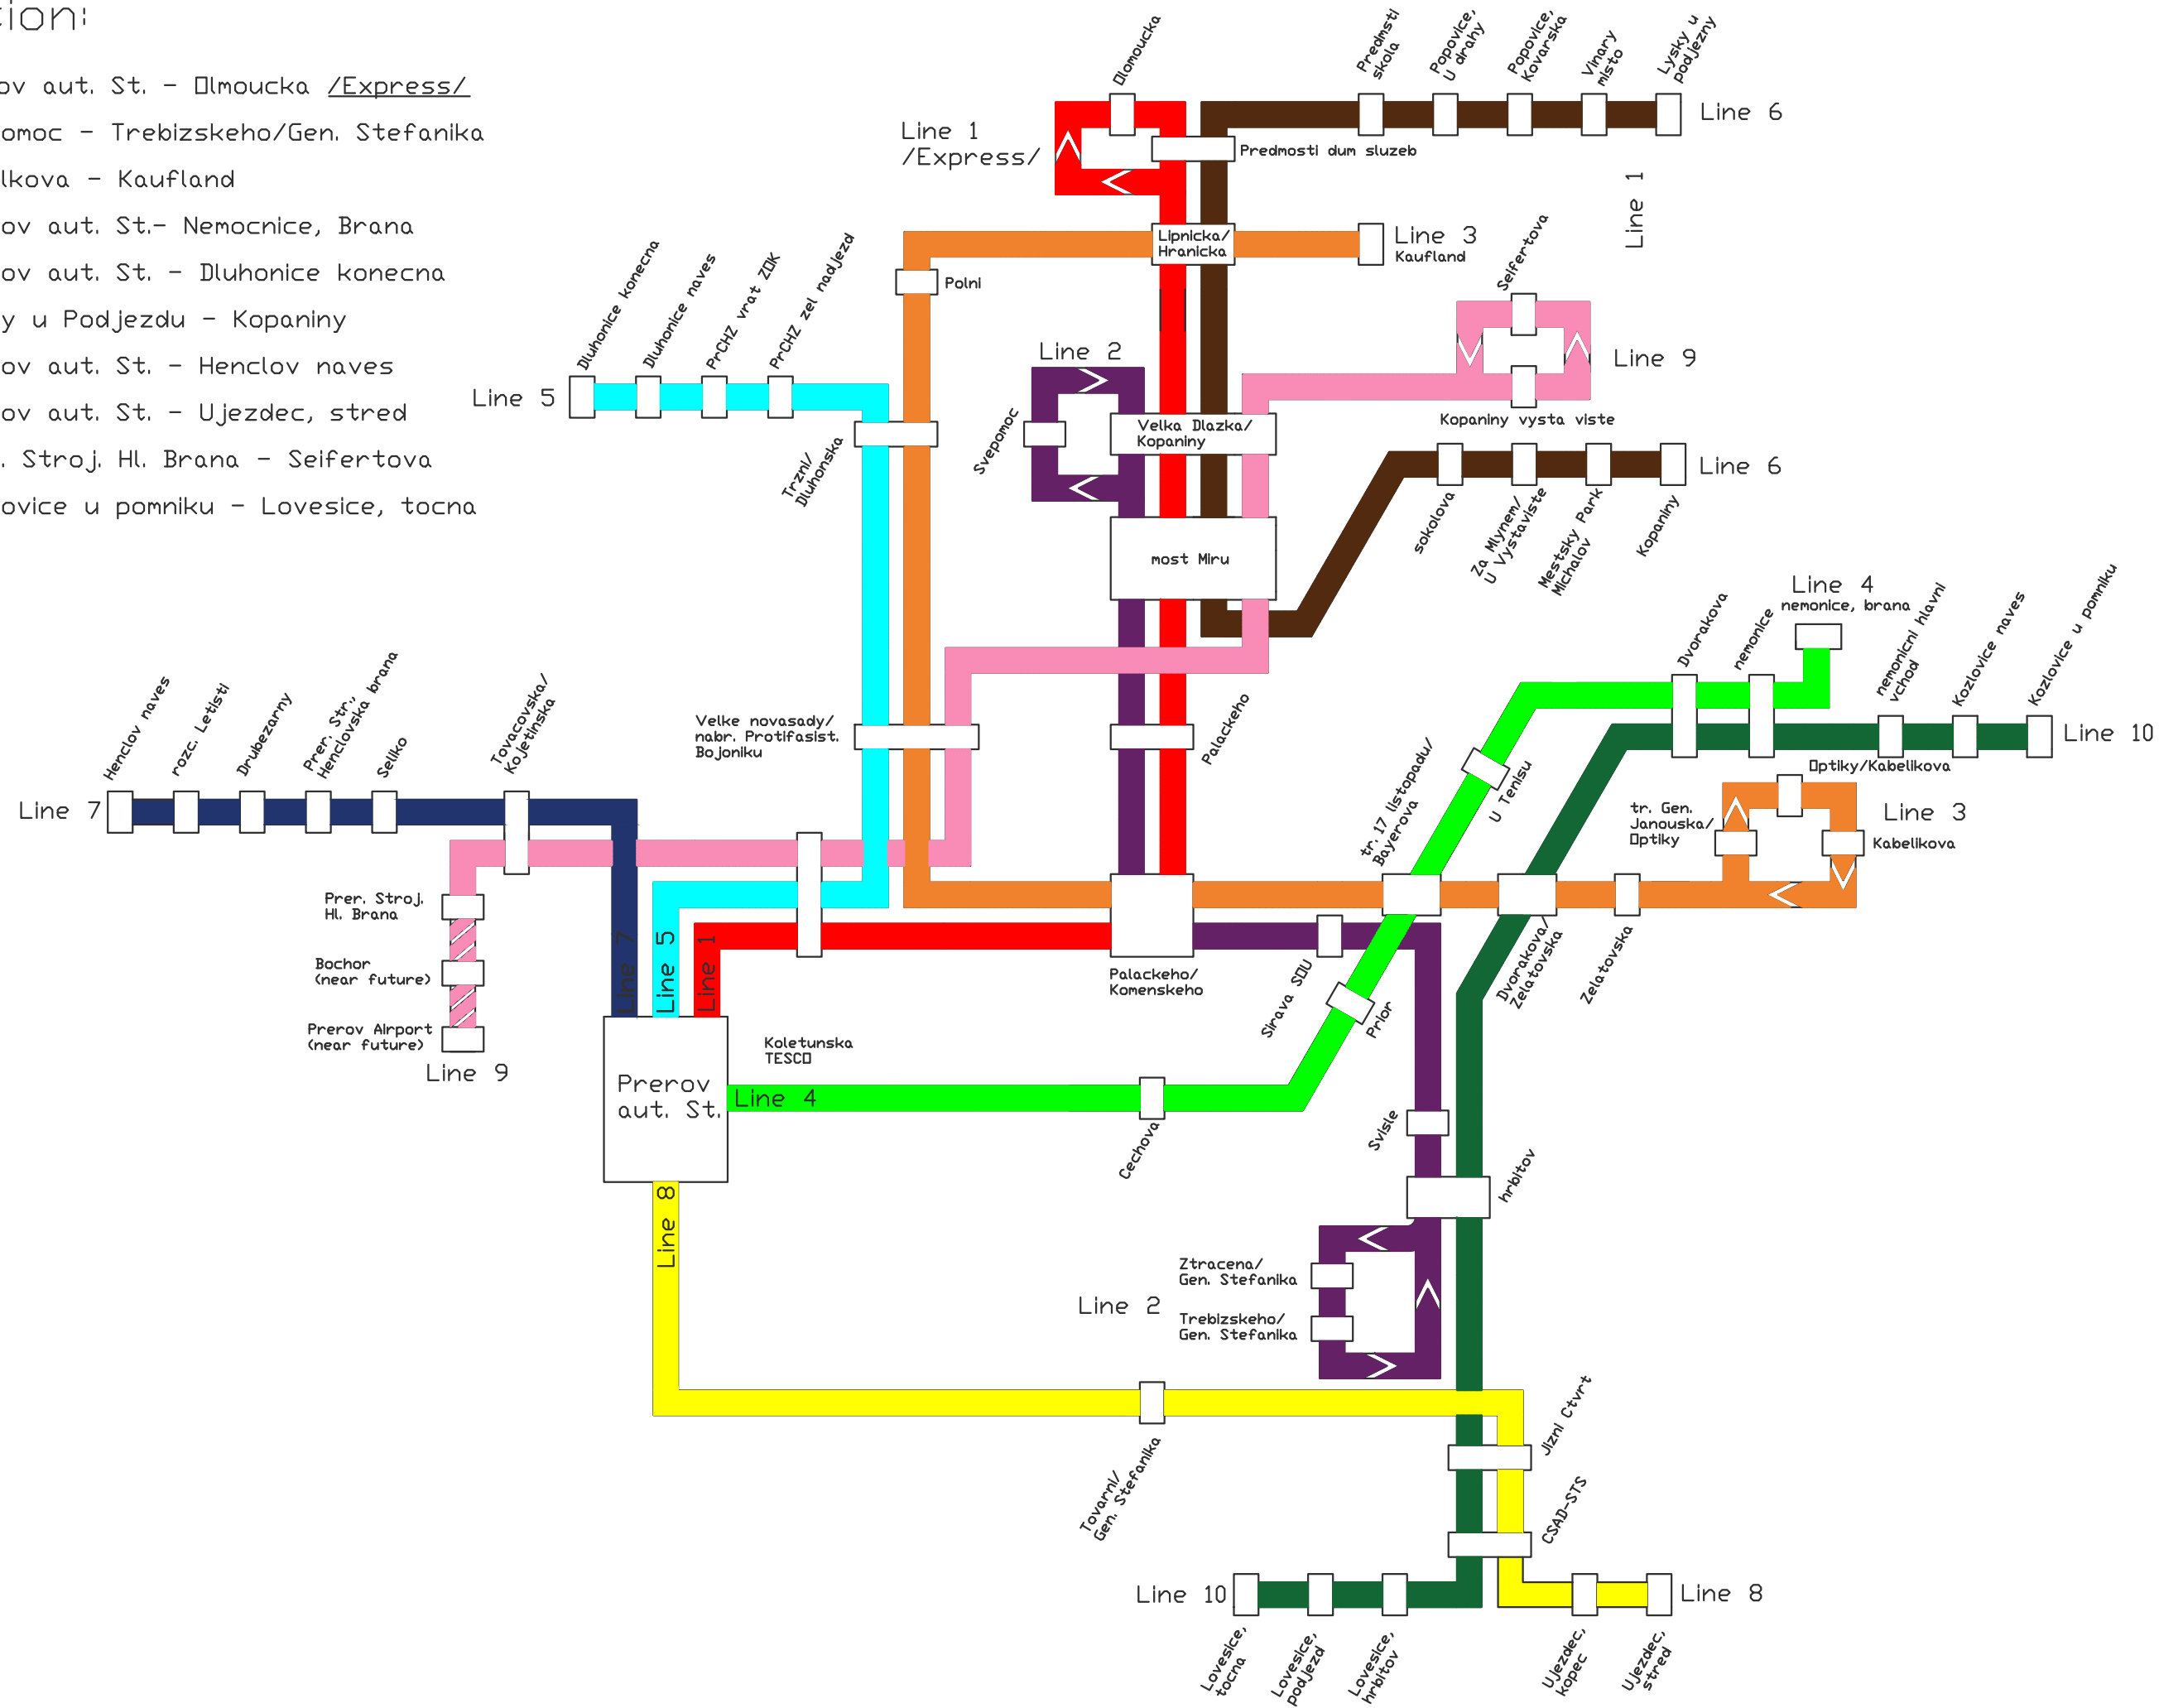 ion:
ov aut. St. - Olmoucka /Express/
omoc - Trebizskeho/Gen. Stefanika
lkova - Kaufland
ov aut. St.- Nemocnice, Brana
ov aut. St. - Dluhonice konecna
y u Podjezdu - Kopaniny
ov aut. St. - Henclov naves
ov aut. St. - Ujezdec, stred
. Stroj. Hl. Brana - Seifertova
ovice u pomniku - Lovesice, tocna
Olomoucka
Predmsti
skola
Popovice,
U drahy
Popovice,
Kovarska
Vinary
misto
Lysky u
podjezny
Line 6
Line 1
/Express/
Predmosti dum sluzeb
Line 1
Lipnicka/
Hranicka
Line 3
Kaufland
Polni
Seifertova
Line 9
Kopaniny vysta viste
Dluhonice konecna
Dluhonice naves
PrCHZ vrat ZOK
PrCHZ zel nadjezd
Line 5
Line 2
Svepomoc
Velka Dlazka/
Kopaniny
Trzni/
Dluhonska
Line 6
sokolova
Za Mlynem/
U Vystaviste
Mestsky Park
Michalov
Kopaniny
most Miru
Line 4
nemonice, brana
Dvorakova
nemonice
nemonicni hlavni
vchod
Kozlovice naves
Kozlovice u pomniku
Line 10
Velke novasady/
nabr. Protifasist.
Bojoniku
Palackeho
tr. 17 listopadu/
Bayerova
U Tenisu
Optiky/Kabelikova
tr. Gen.
Janouska/
Optiky
Line 3
Kabelikova
Henclov naves
rozc. Letisti
Drubezarny
Prer. Str,
Henclovska brana
Seliko
Tovacovska/
Kojetinska
Line 7
Prer. Stroj.
Hl. Brana
Bochor
(near future)
Prerov Airport
(near future)
Line 9
Line 7
Line 5
Line 1
Palackeho/
Komenskeho
Sirava SOU
Prior
Dvorakova/
Zelatovska
Zelatovska
Koletunska
TESCO
Prerov
aut. St.
Line 4
Cechova
Svisle
hrbitov
Line 8
Ztracena/
Gen. Stefanika
Line 2
Trebizskeho/
Gen. Stefanika
Tovarni/
Gen. Stefanika
Jizni Ctvrt
CSAD-STS
Line 10
Line 8
Lovesice,
tocna
Lovesice,
podjezd
Lovesice,
hrbitov
Ujezdec,
kopec
Ujezdec,
stred